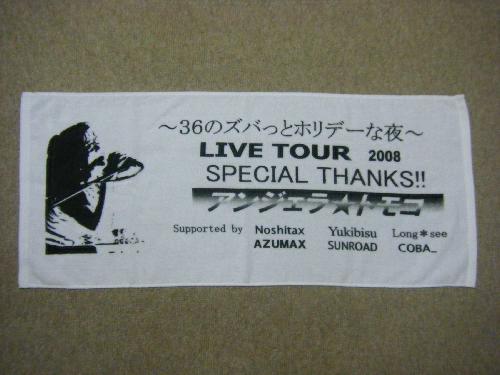 ～36のズバっとホリデーな夜～
LIVE TOUR 2008
SPECIAL THANKS!!
アンジェラ★トモコ
Supported by Noshitax Yukibisu Long＊see
AZUMAX SUNROAD COBA_